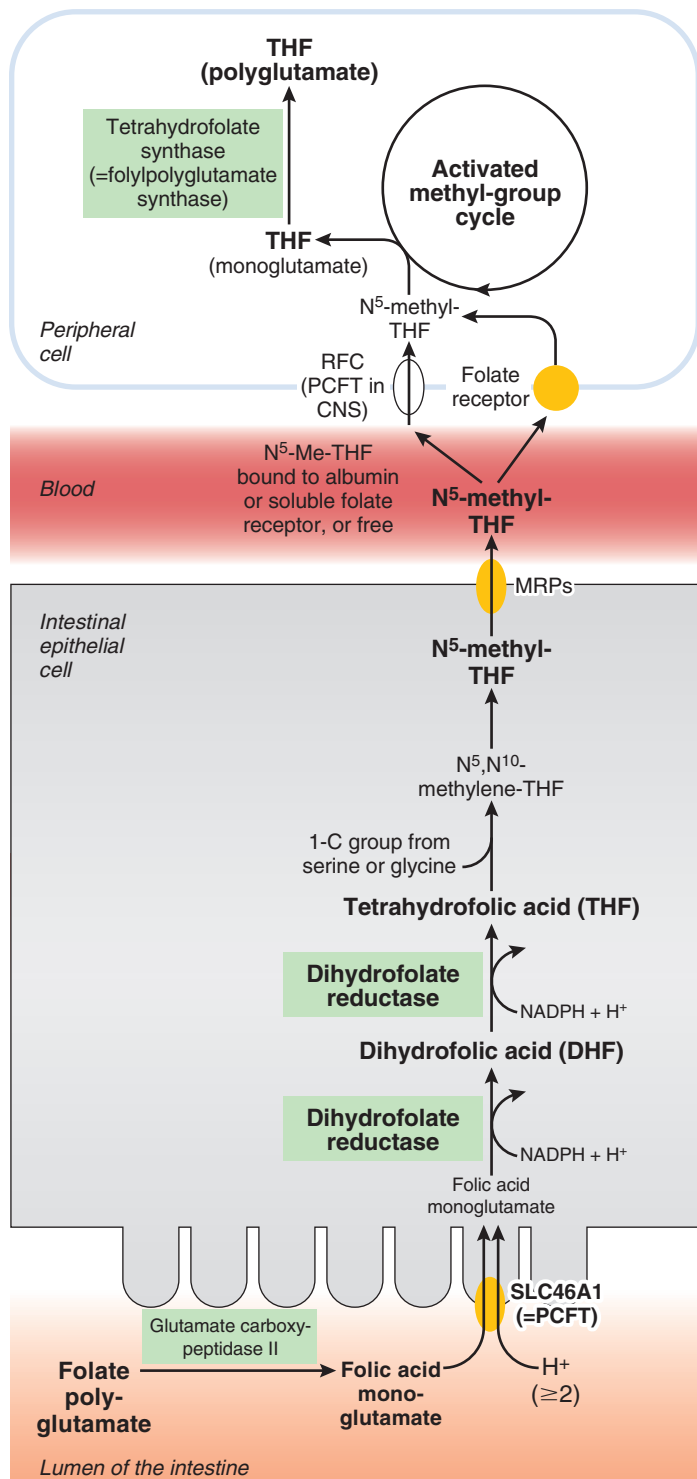 THF
(polyglutamate)
Tetrahydrofolate
synthase
(=folylpolyglutamate
synthase)
Activated
methyl-group
cycle
THF
(monoglutamate)
N⁵-methyl-
THF
Peripheral
cell
RFC
(PCFT in
CNS)
Folate
receptor
Blood
N⁵-Me-THF
bound to albumin
or soluble folate
receptor, or free
N⁵-methyl-
THF
MRPs
Intestinal
epithelial
cell
N⁵-methyl-
THF
N⁵,N¹⁰-
methylene-THF
1-C group from
serine or glycine
Tetrahydrofolic acid (THF)
Dihydrofolate
reductase
NADPH + H⁺
Dihydrofolic acid (DHF)
Dihydrofolate
reductase
NADPH + H⁺
Folic acid
monoglutamate
SLC46A1
(=PCFT)
Glutamate carboxy-
peptidase II
Folate
poly-
glutamate
Folic acid
mono-
glutamate
H⁺
(≥2)
Lumen of the intestine